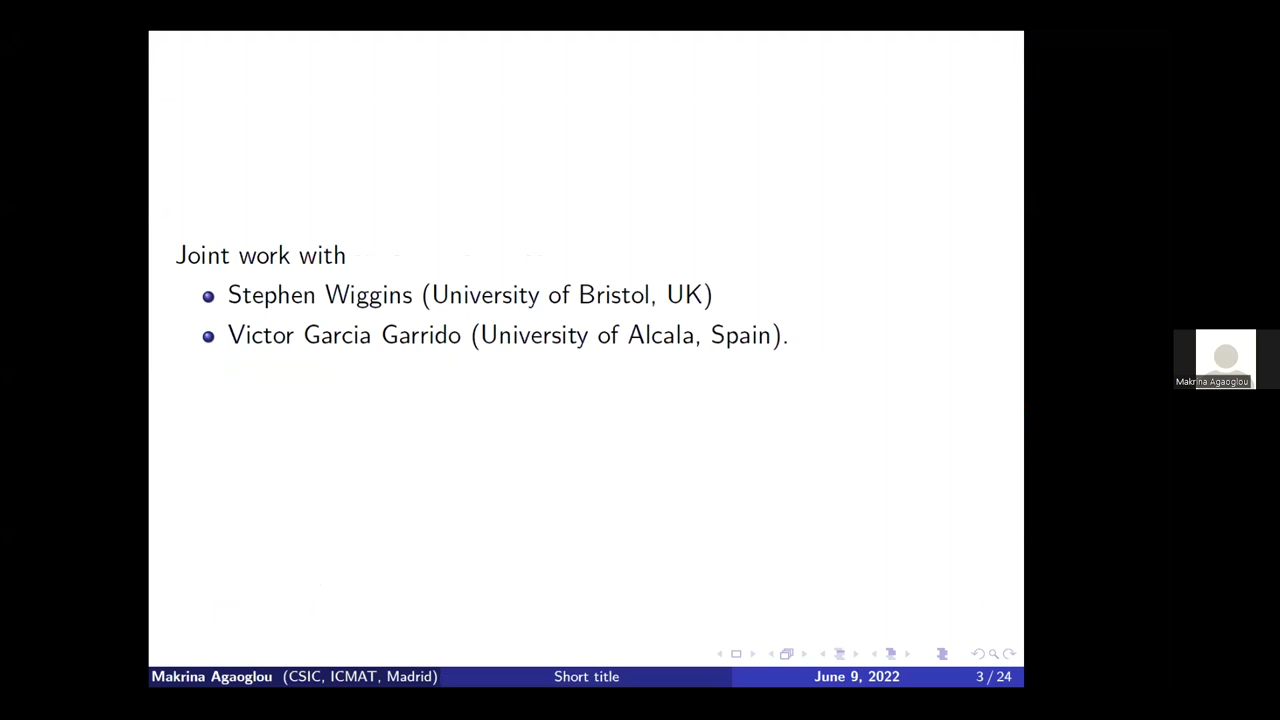 Joint work with
Stephen Wiggins (University of Bristol, UK)
Victor Garcia Garrido (University of Alcala, Spain).
Makrina Agaoglou
Makrina Agaoglou (CSIC, ICMAT, Madrid) Short title June 9, 2022 3 / 24